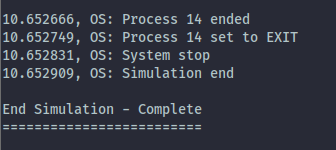 10.652666, OS: Process 14 ended
10.652749, OS: Process 14 set to EXIT
10.652831, OS: System stop
10.652909, OS: Simulation end

End Simulation - Complete
=========================